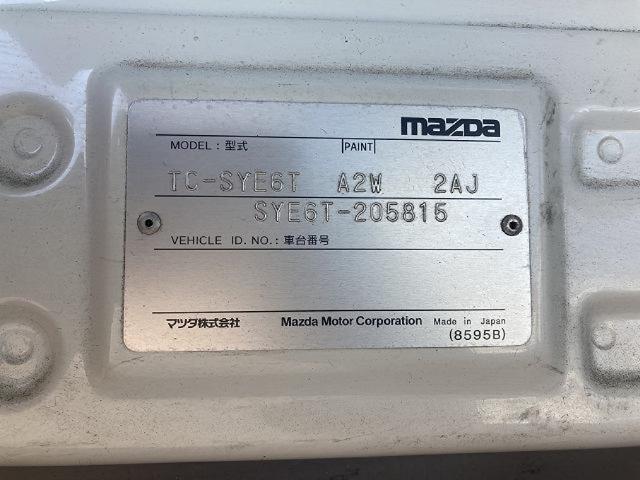 mazda
MODEL : 型式 PAINT
TC-SYE6T A2W 2AJ
SYE6T-205815
VEHICLE ID. NO. : 車台番号
マツダ株式会社 Mazda Motor Corporation Made in Japan
(8595B)